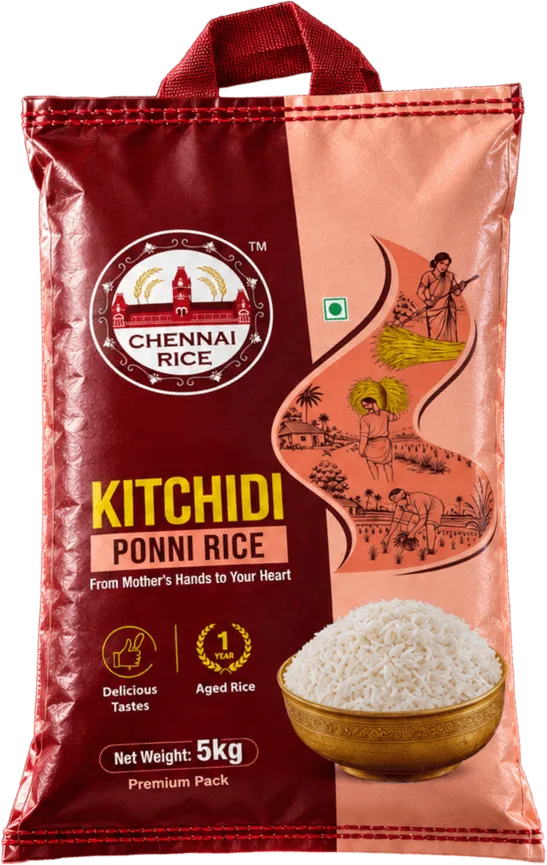 TM
CHENNAI
RICE
KITCHIDI
PONNI RICE
From Mother's Hands to Your Heart
Delicious
Tastes
1
YEAR
Aged Rice
Net Weight: 5kg
Premium Pack